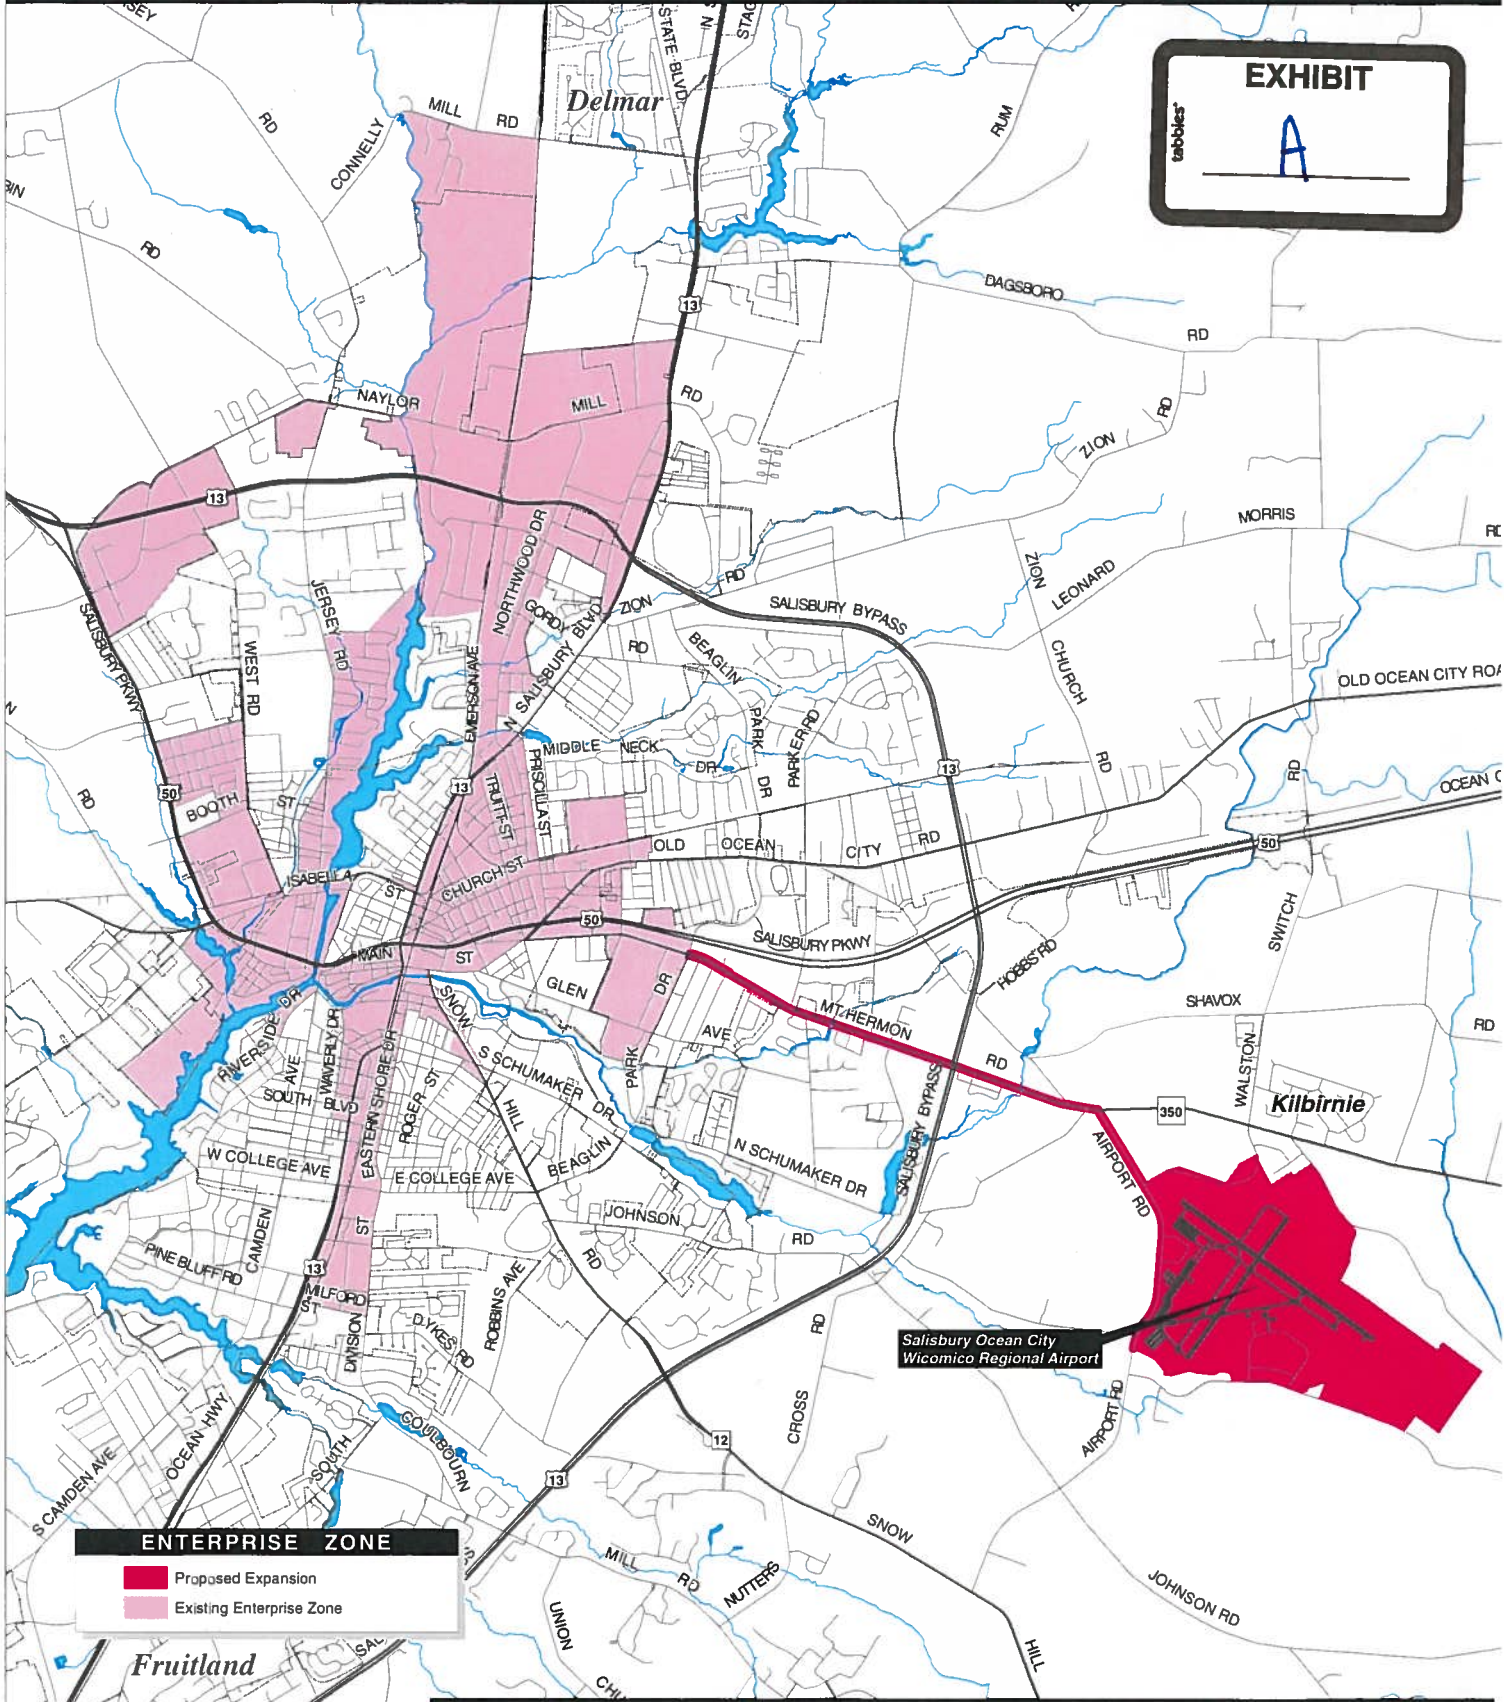 EXHIBIT
tabbies'
A
Delmar
STATE BLVD
MILL RD
CONNELLY
RD
RD
RUM
13
DAGSBORO
RD
NAYLOR
MILL
RD
ZION
RD
13
MORRIS
NORTHWOOD DR
GORDY
SALISBURY PKWY
JERSEY
RD
WEST RD
N SALISBURY BLVD
ZION
RD
RD
SALISBURY BYPASS
ZION
CHURCH
RD
LEONARD
BEAGLIN
PARK
DR
PARKER RD
OLD OCEAN CITY ROA
EMERSON AVE
MIDDLE NECK
DR
PRISCILLA ST
TRUITT ST
13
13
50
BOOTH
ST
RD
RD
OCEAN C
50
OLD OCEAN CITY RD
CHURCH ST
ISABELLA
ST
50
SALISBURY PKWY
MAIN
ST
HOBBS RD
SWITCH
SHAVOX
RD
GLEN
AVE
PARK
DR
MT HERMON
RD
SNOW
HILL
RD
S SCHUMAKER DR
RIVERSIDE DR
WAVERLY DR
AVE
SOUTH BLVD
EASTERN SHORE DR
ROGER ST
WALSTON
Kilbirnie
350
AIRPORT RD
SALISBURY BYPASS
N SCHUMAKER DR
BEAGLIN
W COLLEGE AVE
E COLLEGE AVE
JOHNSON
RD
CAMDEN
PINE BLUFF RD
ST
13
MILFORD
ST
DIVISION
DYKES RD
ROBBINS AVE
RD
CROSS
Salisbury Ocean City
Wicomico Regional Airport
AIRPORT RD
OCEAN HWY
S CAMDEN AVE
SOUTH
COULBOURN
MILL
RD
12
13
SNOW
HILL
NUTTERS
UNION
JOHNSON RD
ENTERPRISE ZONE
Proposed Expansion
Existing Enterprise Zone
Fruitland